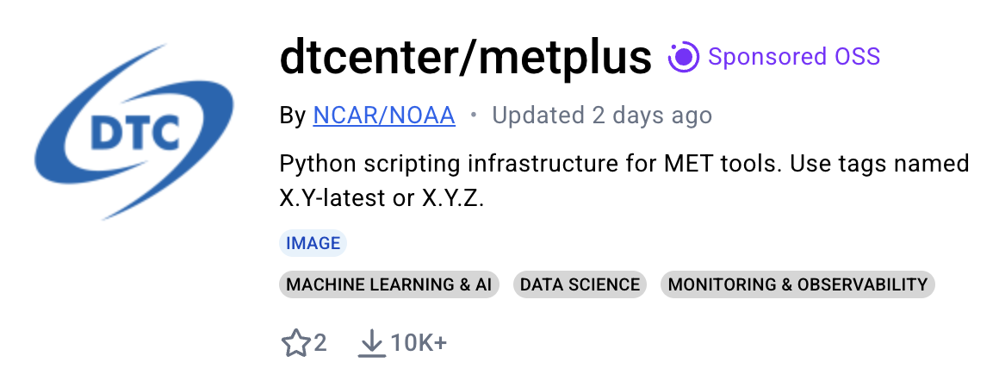 DTC
dtcenter/metplus Sponsored OSS
By NCAR/NOAA • Updated 2 days ago
Python scripting infrastructure for MET tools. Use tags named
X.Y-latest or X.Y.Z.
IMAGE
MACHINE LEARNING & AI DATA SCIENCE MONITORING & OBSERVABILITY
2 10K+